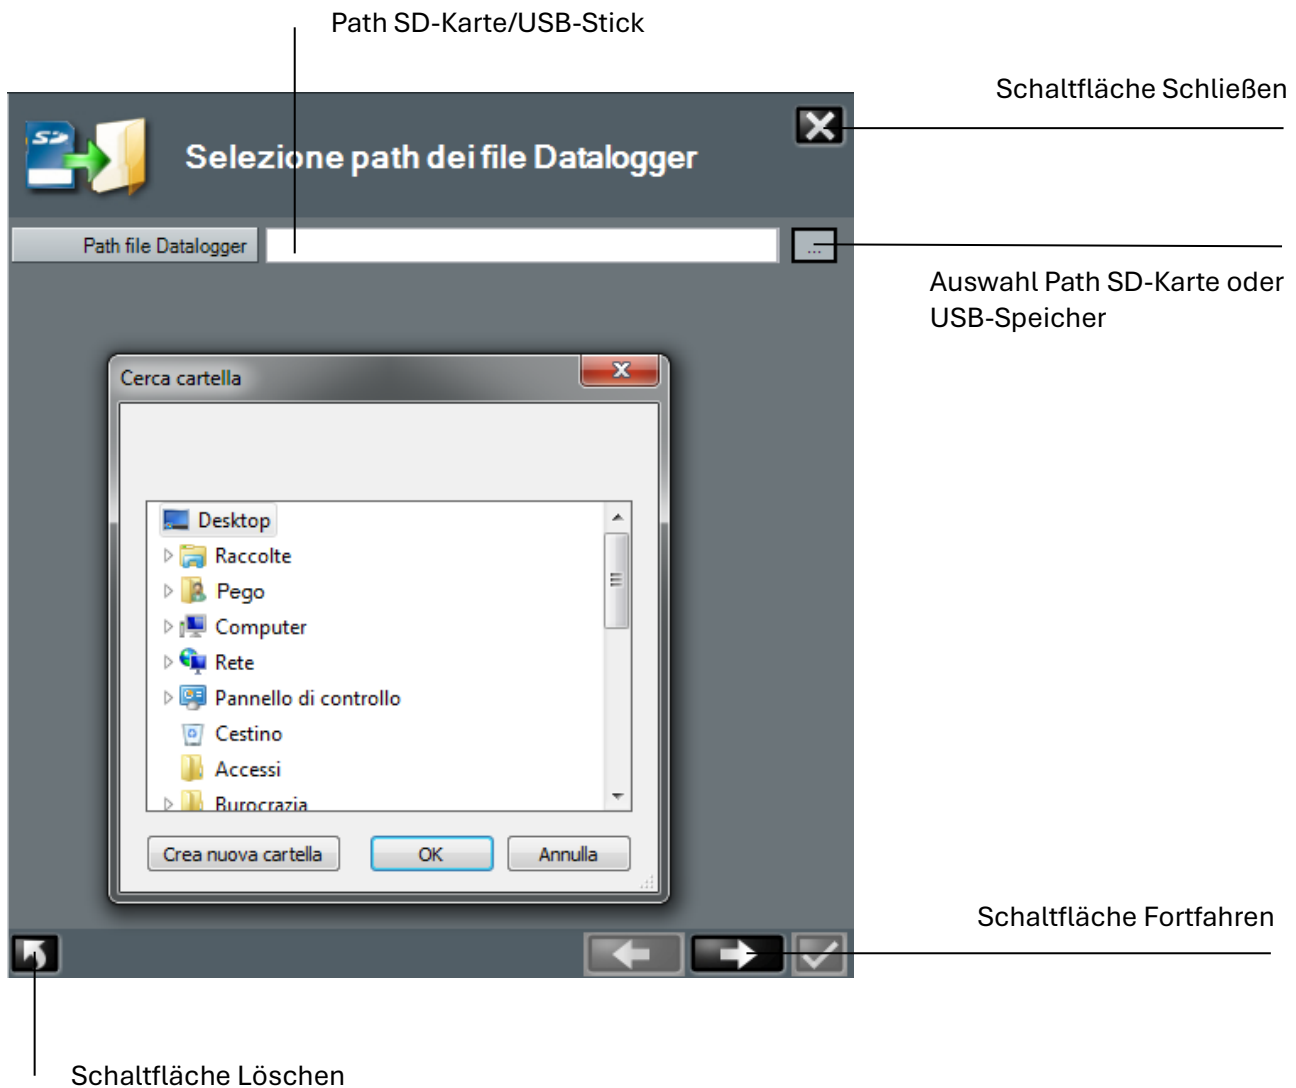 Path SD-Karte/USB-Stick
Schaltfläche Schließen
Selezione path dei file Datalogger
Path file Datalogger
...
Auswahl Path SD-Karte oder
USB-Speicher
Cerca cartella
Desktop
Raccolte
Pego
Computer
Rete
Pannello di controllo
Cestino
Accessi
Burocrazia
Crea nuova cartella
OK
Annulla
Schaltfläche Fortfahren
Schaltfläche Löschen